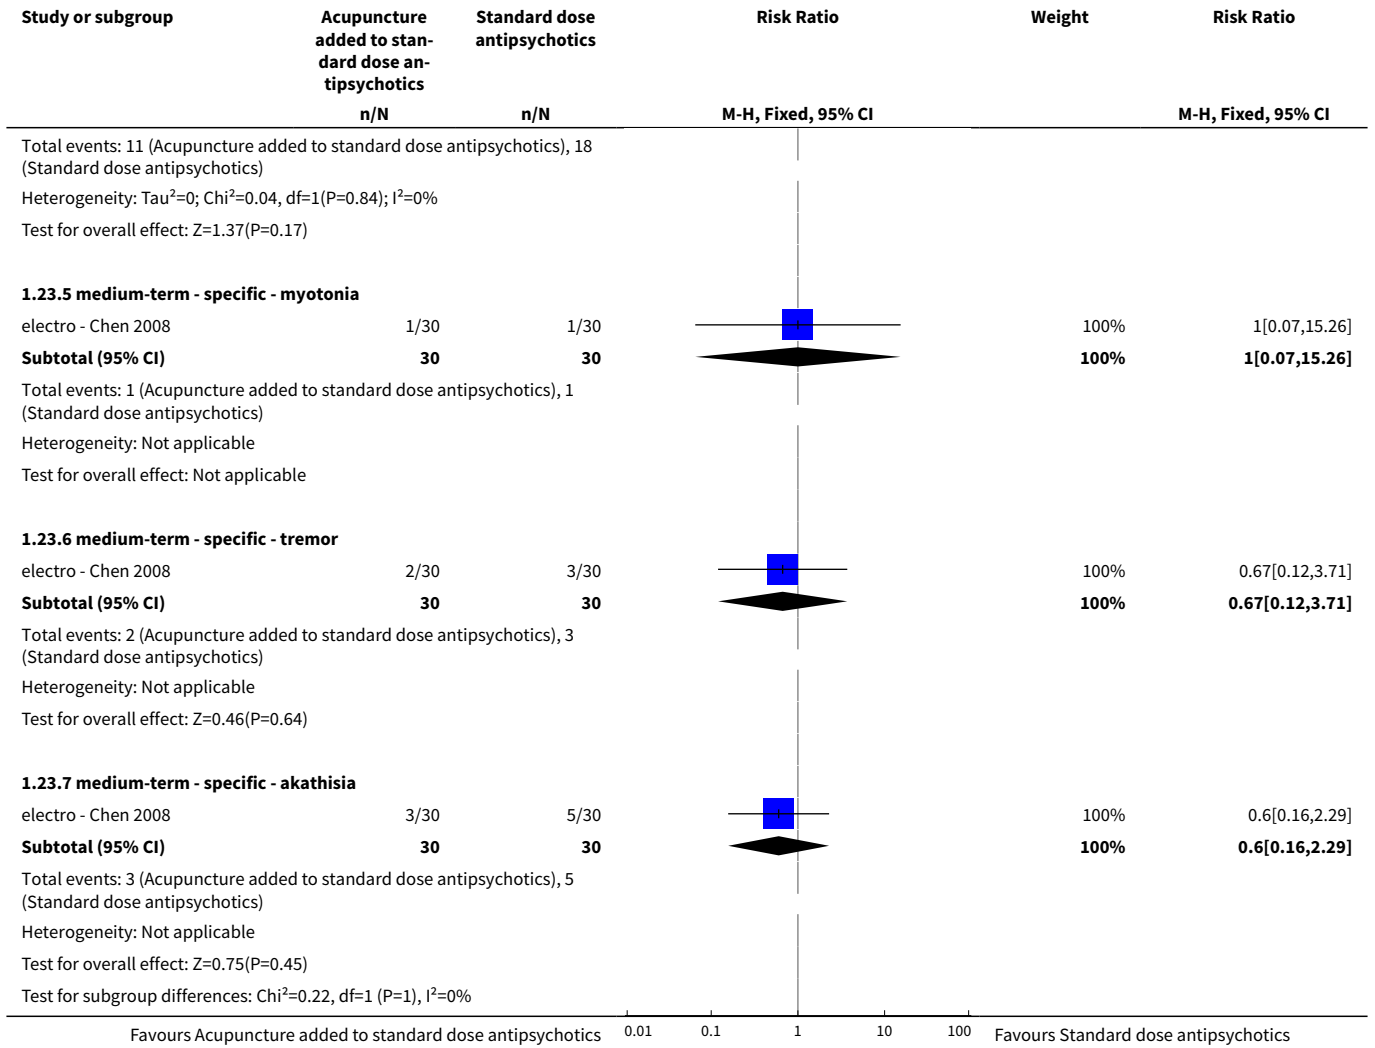 Study or subgroup Acupuncture added to stan- dard dose an- tipsychotics Standard dose antipsychotics Risk Ratio Weight Risk Ratio
n/N n/N M-H, Fixed, 95% CI M-H, Fixed, 95% CI
Total events: 11 (Acupuncture added to standard dose antipsychotics), 18
(Standard dose antipsychotics)
Heterogeneity: Tau²=0; Chi²=0.04, df=1(P=0.84); I²=0%
Test for overall effect: Z=1.37(P=0.17)
1.23.5 medium-term - specific - myotonia
electro - Chen 2008 1/30 1/30 100% 1[0.07,15.26]
Subtotal (95% CI) 30 30 100% 1[0.07,15.26]
Total events: 1 (Acupuncture added to standard dose antipsychotics), 1
(Standard dose antipsychotics)
Heterogeneity: Not applicable
Test for overall effect: Not applicable
1.23.6 medium-term - specific - tremor
electro - Chen 2008 2/30 3/30 100% 0.67[0.12,3.71]
Subtotal (95% CI) 30 30 100% 0.67[0.12,3.71]
Total events: 2 (Acupuncture added to standard dose antipsychotics), 3
(Standard dose antipsychotics)
Heterogeneity: Not applicable
Test for overall effect: Z=0.46(P=0.64)
1.23.7 medium-term - specific - akathisia
electro - Chen 2008 3/30 5/30 100% 0.6[0.16,2.29]
Subtotal (95% CI) 30 30 100% 0.6[0.16,2.29]
Total events: 3 (Acupuncture added to standard dose antipsychotics), 5
(Standard dose antipsychotics)
Heterogeneity: Not applicable
Test for overall effect: Z=0.75(P=0.45)
Test for subgroup differences: Chi²=0.22, df=1 (P=1), I²=0%
Favours Acupuncture added to standard dose antipsychotics 0.01 0.1 1 10 100 Favours Standard dose antipsychotics